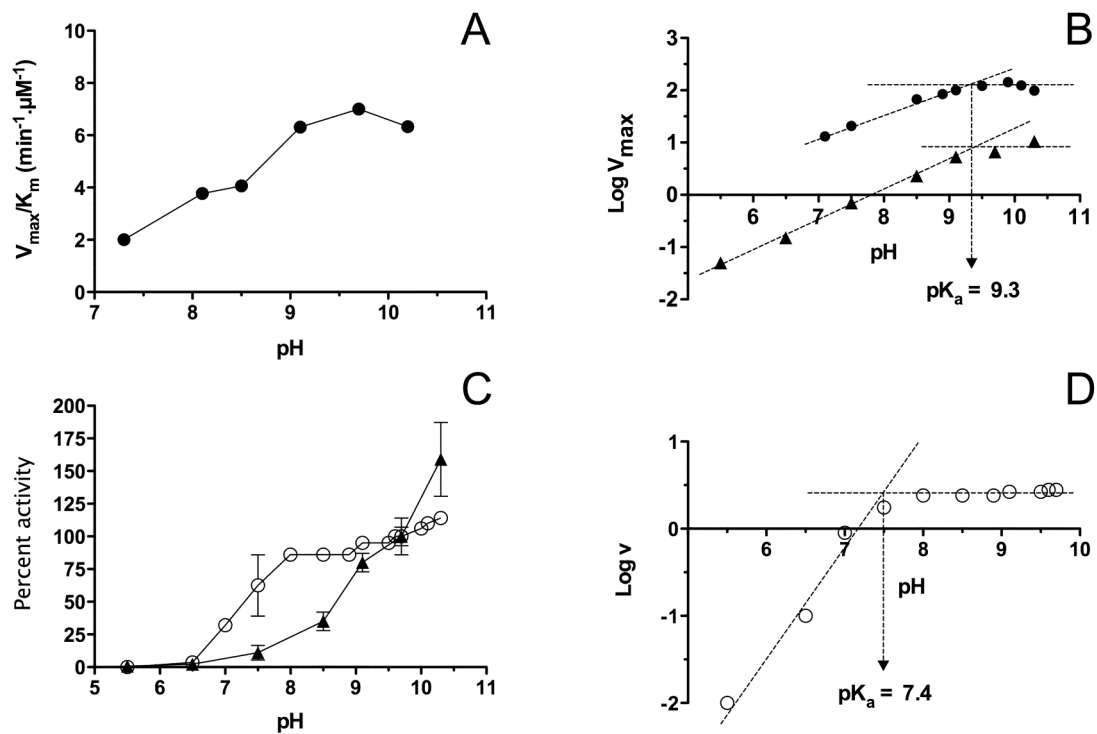 A
Vmax/Km (min-1.µM-1)
10
8
6
4
2
0
7 8 9 10 11
pH
B
Log Vmax
3
2
1
0
-1
-2
6 7 8 9 10 11
pH
pKa = 9.3
C
Percent activity
200
175
150
125
100
75
50
25
0
5 6 7 8 9 10 11
pH
D
Log v
1
0
-1
-2
6 7 8 9 10
pH
pKa = 7.4